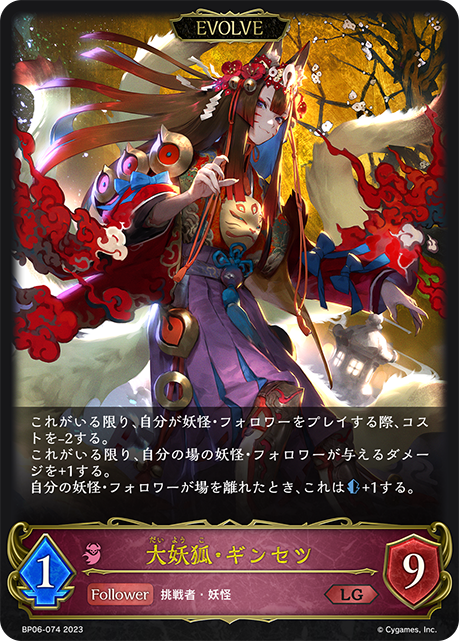 EVOLVE
これがいる限り、自分が妖怪・フォロワーをプレイする際、コス
トを-2する。
これがいる限り、自分の場の妖怪・フォロワーが与えるダメー
ジを+1する。
自分の妖怪・フォロワーが場を離れたとき、これは+1する。
だいようこ
大妖狐・ギンセツ
1
Follower 挑戦者・妖怪 LG
9
BP06-074 2023 © Cygames, Inc.